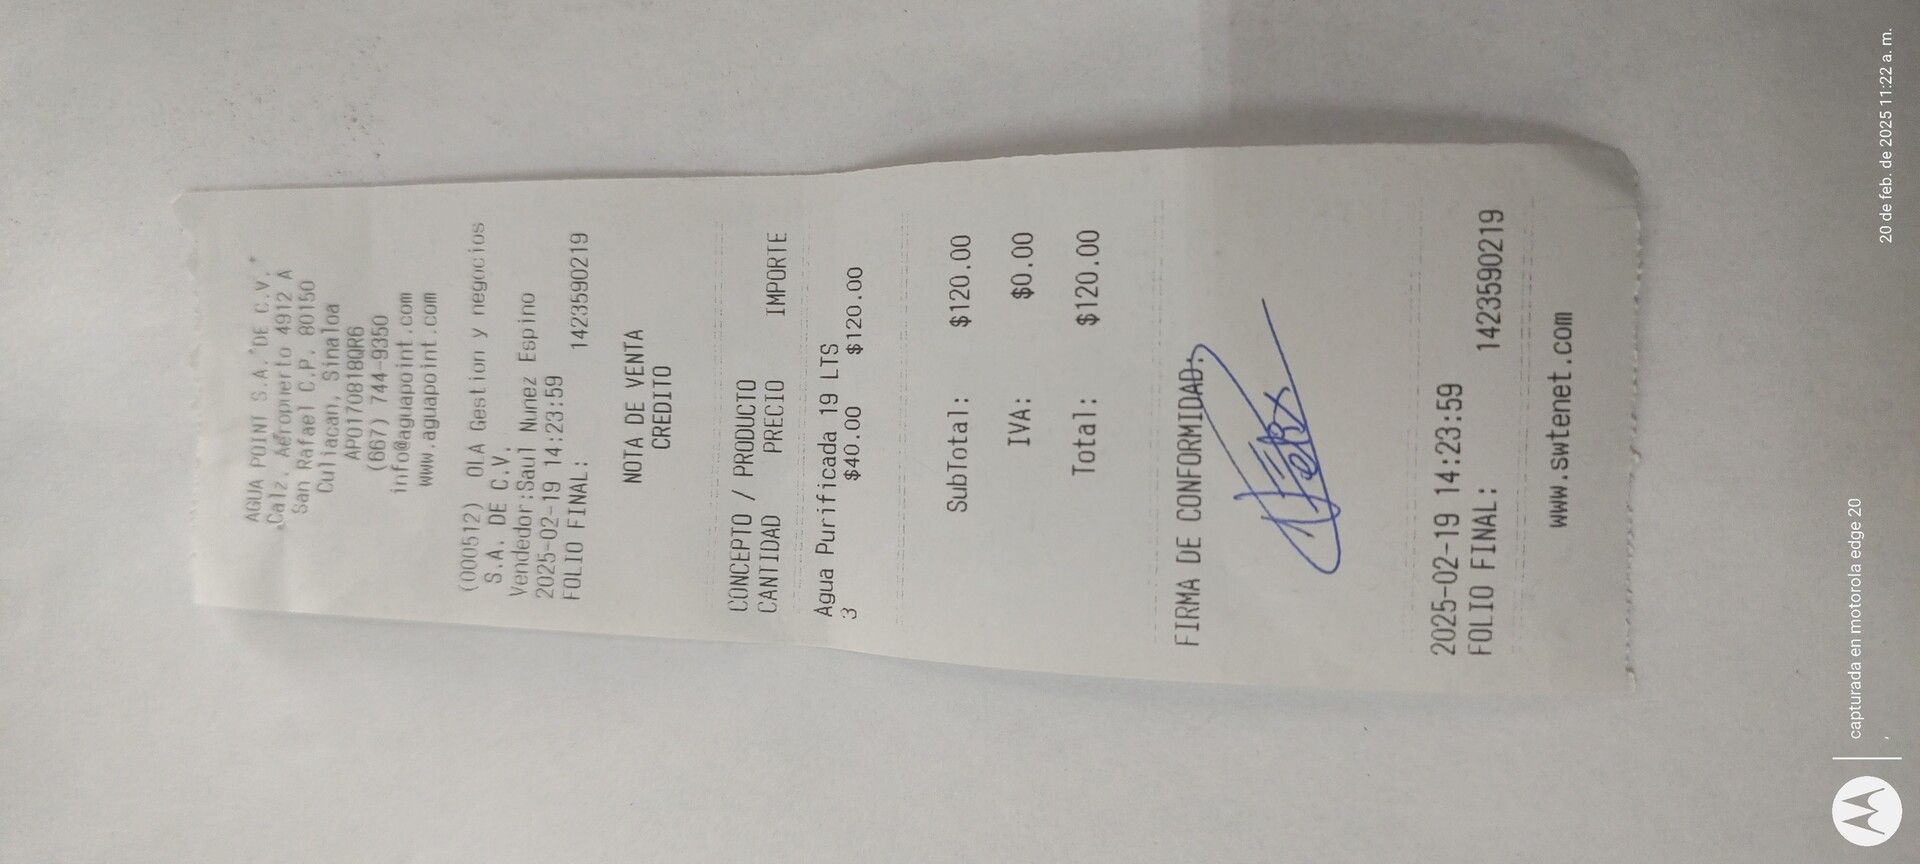 AGUA POINT S.A. DE C.V.
Calz. Aeropuerto 4912 A
San Rafael C.P. 80150
Culiacan, Sinaloa
APO170818QR6
(667) 744-9350
info@aguapoint.com
www.aguapoint.com
(000512) OLA Gestion y negocios
S.A. DE C.V.
Vendedor:Saul Nunez Espino
2025-02-19 14:23:59
FOLIO FINAL: 1423590219
NOTA DE VENTA
CREDITO
CONCEPTO / PRODUCTO
CANTIDAD PRECIO IMPORTE
Agua Purificada 19 LTS
3 $40.00 $120.00
SubTotal: $120.00
IVA: $0.00
Total: $120.00
FIRMA DE CONFORMIDAD:
2025-02-19 14:23:59
FOLIO FINAL: 1423590219
www.swtenet.com
capturada en motorola edge 20
20 de feb. de 2025 11:22 a. m.